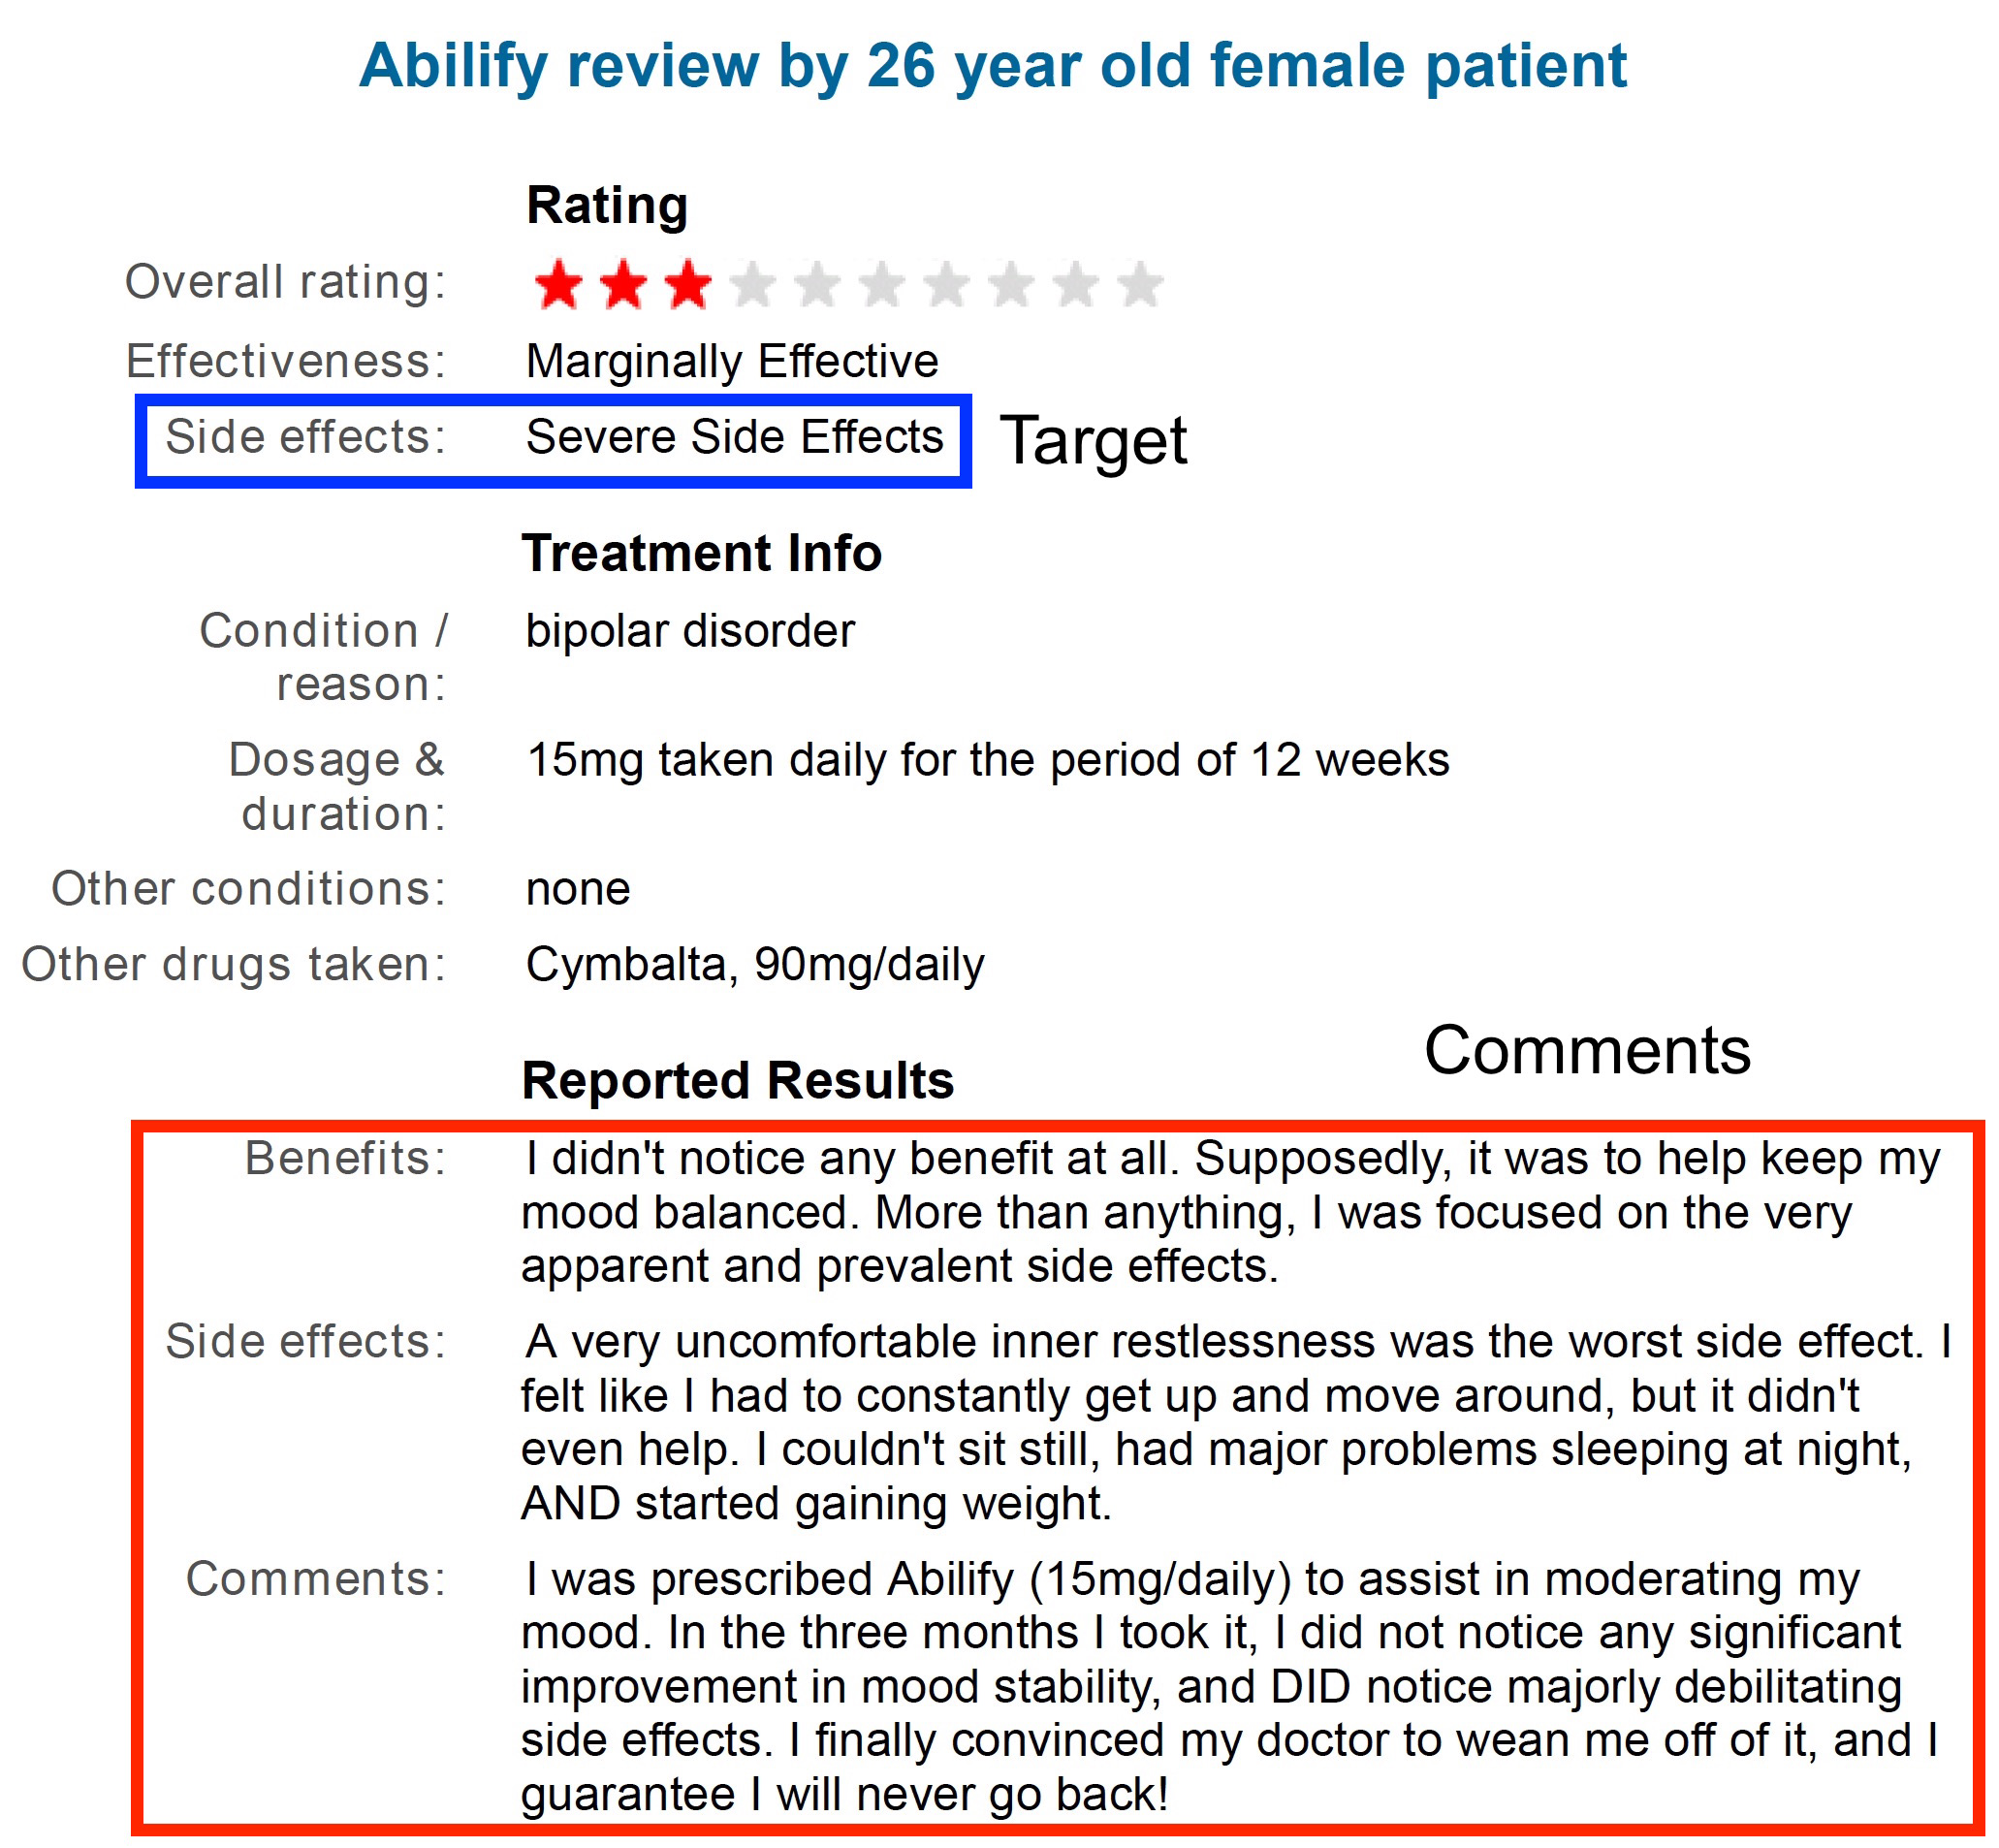 Abilify review by 26 year old female patient
Rating
Overall rating:
Effectiveness: Marginally Effective
Side effects: Severe Side Effects Target
Treatment Info
Condition / bipolar disorder
reason:
Dosage & 15mg taken daily for the period of 12 weeks
duration:
Other conditions: none
Other drugs taken: Cymbalta, 90mg/daily
Comments
Reported Results
Benefits: I didn't notice any benefit at all. Supposedly, it was to help keep my
mood balanced. More than anything, I was focused on the very
apparent and prevalent side effects.
Side effects: A very uncomfortable inner restlessness was the worst side effect. I
felt like I had to constantly get up and move around, but it didn't
even help. I couldn't sit still, had major problems sleeping at night,
AND started gaining weight.
Comments: I was prescribed Abilify (15mg/daily) to assist in moderating my
mood. In the three months I took it, I did not notice any significant
improvement in mood stability, and DID notice majorly debilitating
side effects. I finally convinced my doctor to wean me off of it, and I
guarantee I will never go back!